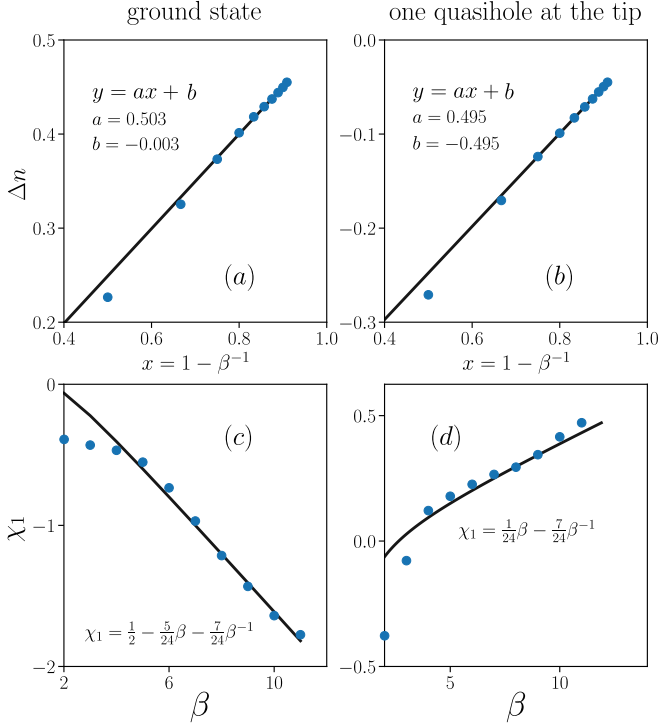 ground state
one quasihole at the tip
0.5
0.4
0.3
0.2
Δn
y = ax + b
a = 0.503
b = −0.003
(a)
0.4 0.6 0.8 1.0
x = 1 − β⁻¹
0.0
−0.1
−0.2
−0.3
y = ax + b
a = 0.495
b = −0.495
(b)
0.4 0.6 0.8 1.0
x = 1 − β⁻¹
0
−1
−2
χ₁
(c)
χ₁ = 1/2 − 5/24 β − 7/24 β⁻¹
2 6 10
β
0.5
0.0
−0.5
(d)
χ₁ = 1/24 β − 7/24 β⁻¹
5 10
β